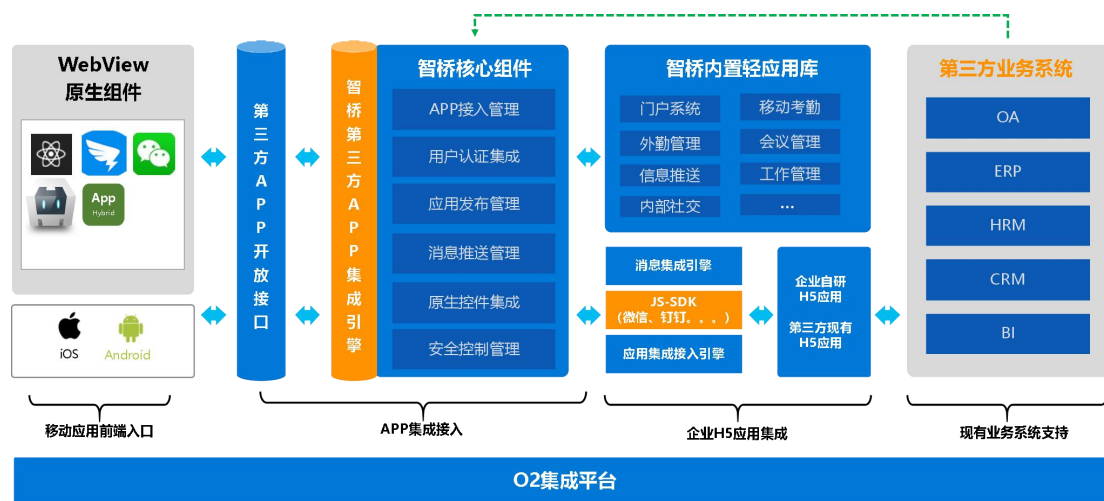 WebView
原生组件
App
Hybrid
iOS
Android
移动应用前端入口
第三方APP开放接口
智桥第三方APP集成引擎
智桥核心组件
APP接入管理
用户认证集成
应用发布管理
消息推送管理
原生控件集成
安全控制管理
APP集成接入
智桥内置轻应用库
门户系统
移动考勤
外勤管理
会议管理
信息推送
工作管理
内部社交
...
消息集成引擎
JS-SDK
（微信、钉钉。。。）
应用集成接入引擎
企业自研
H5应用
第三方现有
H5应用
企业H5应用集成
第三方业务系统
OA
ERP
HRM
CRM
BI
现有业务系统支持
O2集成平台